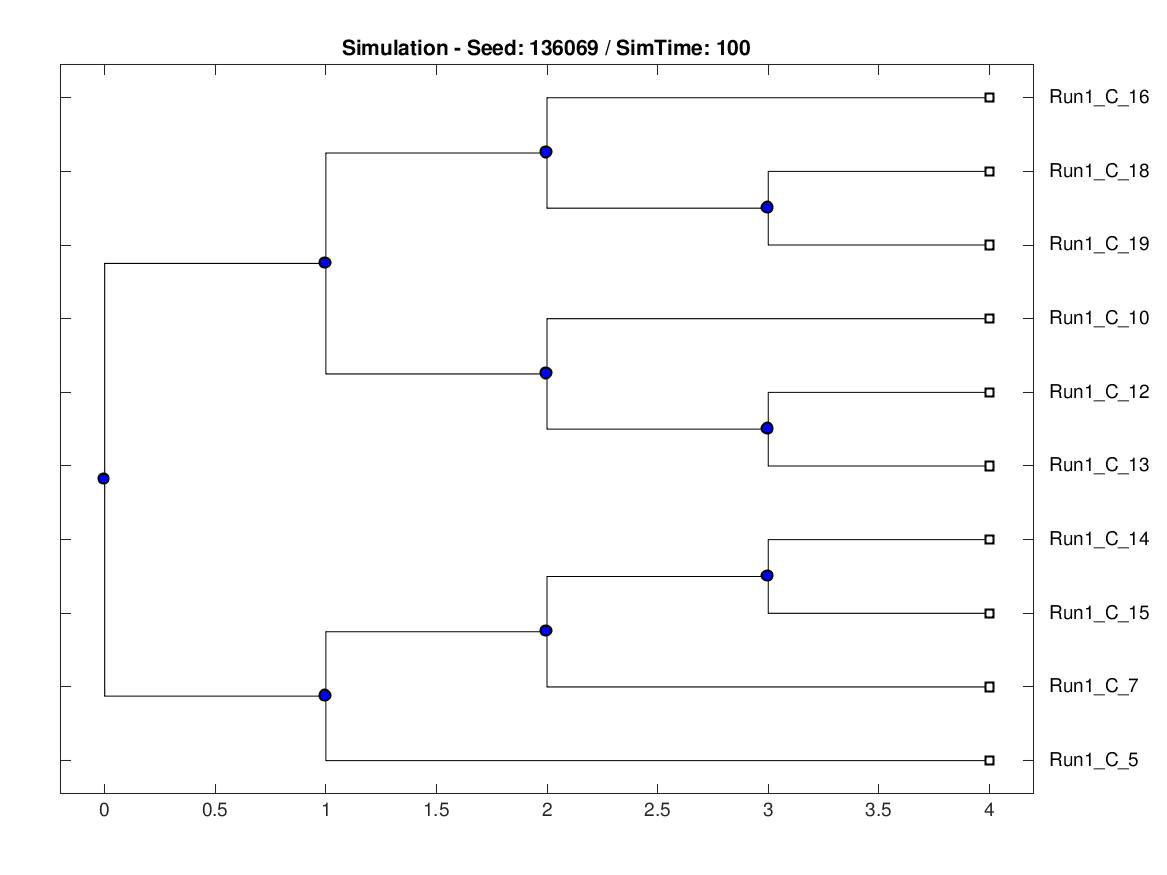 Simulation - Seed: 136069 / SimTime: 100
Run1_C_16
Run1_C_18
Run1_C_19
Run1_C_10
Run1_C_12
Run1_C_13
Run1_C_14
Run1_C_15
Run1_C_7
Run1_C_5
0 0.5 1 1.5 2 2.5 3 3.5 4